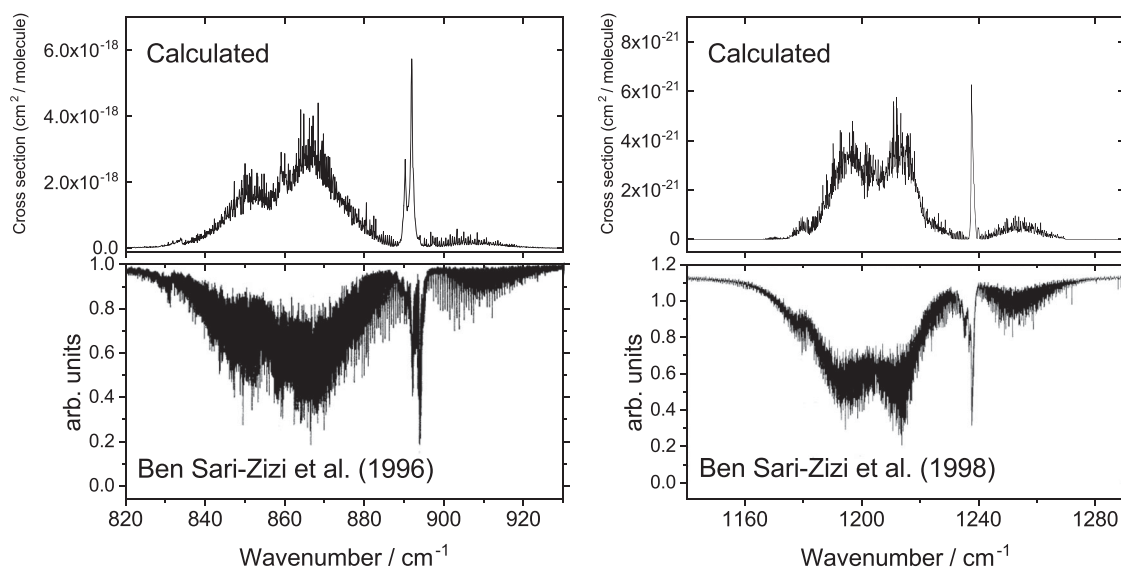 Cross section (cm² / molecule)
6.0x10⁻¹⁸
4.0x10⁻¹⁸
2.0x10⁻¹⁸
0.0
Calculated
arb. units
1.0
0.8
0.6
0.4
0.2
0.0
Ben Sari-Zizi et al. (1996)
820 840 860 880 900 920
Wavenumber / cm⁻¹
Cross section (cm² / molecule)
8x10⁻²¹
6x10⁻²¹
4x10⁻²¹
2x10⁻²¹
0
Calculated
arb. units
1.2
1.0
0.8
0.6
0.4
0.2
0.0
Ben Sari-Zizi et al. (1998)
1160 1200 1240 1280
Wavenumber / cm⁻¹